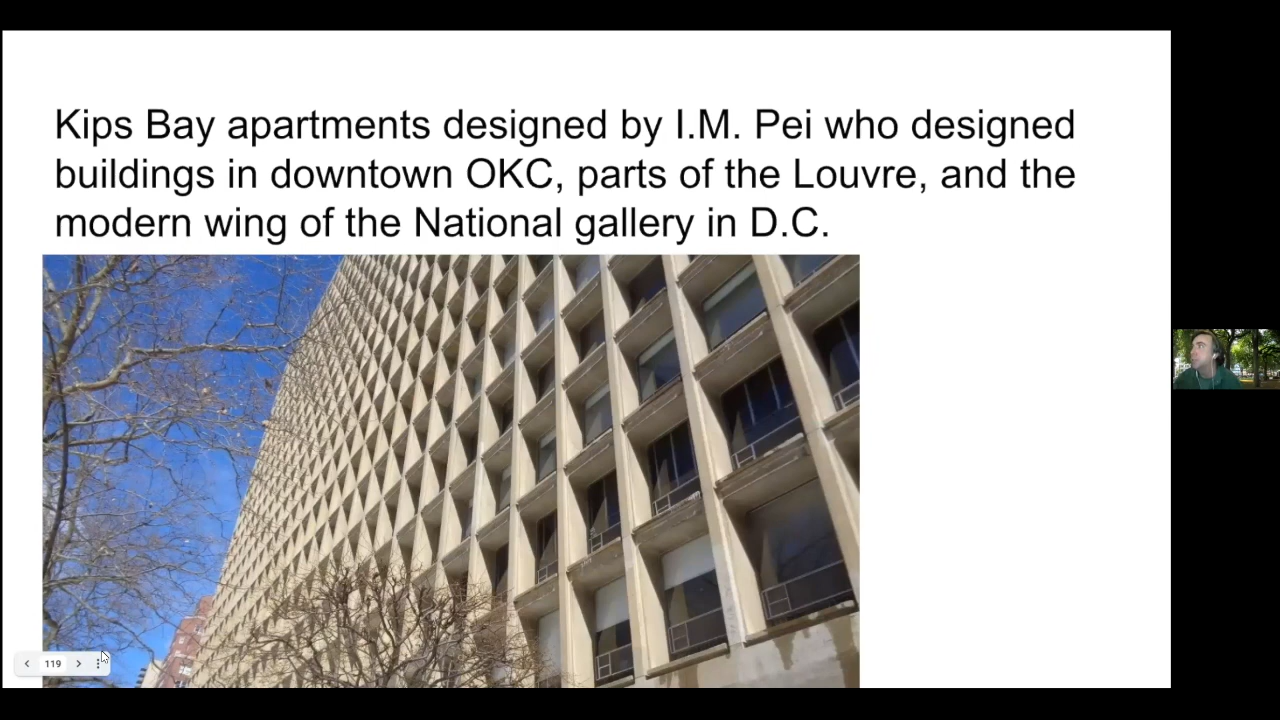 Kips Bay apartments designed by I.M. Pei who designed
buildings in downtown OKC, parts of the Louvre, and the
modern wing of the National gallery in D.C.
119